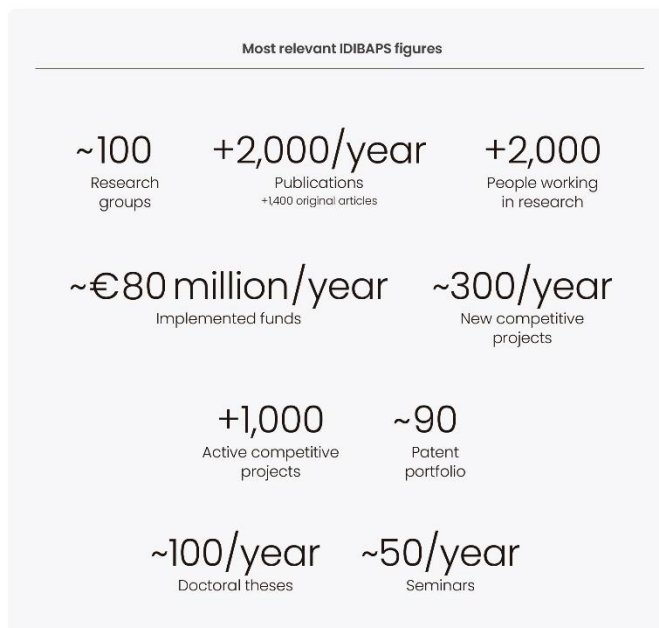 Most relevant IDIBAPS figures
~100
Research
groups
+2,000/year
Publications
+1,400 original articles
+2,000
People working
in research
~€80 million/year
Implemented funds
~300/year
New competitive
projects
+1,000
Active competitive
projects
~90
Patent
portfolio
~100/year
Doctoral theses
~50/year
Seminars